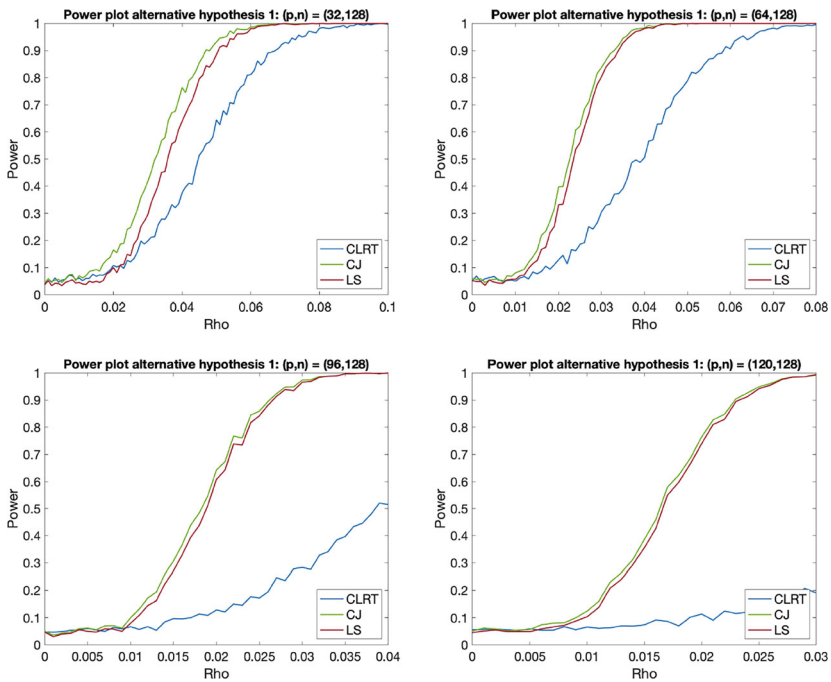 Power plot alternative hypothesis 1: (p,n) = (32,128)
1
0.9
0.8
0.7
0.6
0.5
0.4
0.3
0.2
0.1
0
Power
CLRT
CJ
LS
0 0.02 0.04 0.06 0.08 0.1
Rho
Power plot alternative hypothesis 1: (p,n) = (64,128)
1
0.9
0.8
0.7
0.6
0.5
0.4
0.3
0.2
0.1
0
Power
CLRT
CJ
LS
0 0.01 0.02 0.03 0.04 0.05 0.06 0.07 0.08
Rho
Power plot alternative hypothesis 1: (p,n) = (96,128)
1
0.9
0.8
0.7
0.6
0.5
0.4
0.3
0.2
0.1
0
Power
CLRT
CJ
LS
0 0.005 0.01 0.015 0.02 0.025 0.03 0.035 0.04
Rho
Power plot alternative hypothesis 1: (p,n) = (120,128)
1
0.9
0.8
0.7
0.6
0.5
0.4
0.3
0.2
0.1
0
Power
CLRT
CJ
LS
0 0.005 0.01 0.015 0.02 0.025 0.03
Rho